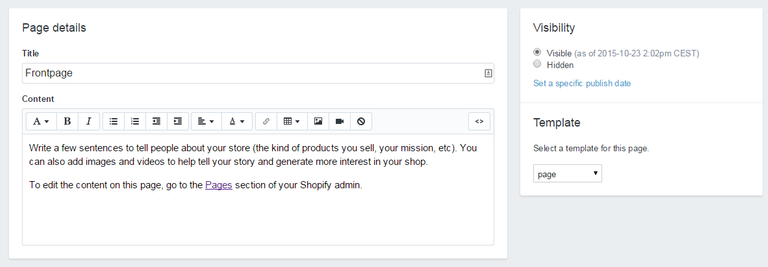 Page details
Title
Frontpage
Content
A B I A <>
Write a few sentences to tell people about your store (the kind of products you sell, your mission, etc). You
can also add images and videos to help tell your story and generate more interest in your shop.
To edit the content on this page, go to the Pages section of your Shopify admin.
Visibility
Visible (as of 2015-10-23 2:02pm CEST)
Hidden
Set a specific publish date
Template
Select a template for this page.
page